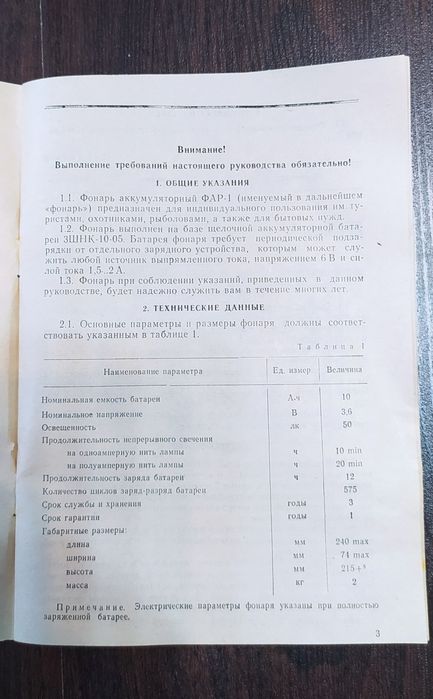 Внимание!
Выполнение требований настоящего руководства обязательно!
1. ОБЩИЕ УКАЗАНИЯ
1.1. Фонарь аккумуляторный ФАР-1 (именуемый в дальнейшем
«фонарь») предназначен для индивидуального пользования им ту-
ристами, охотниками, рыболовами, а также для бытовых нужд.
1.2. Фонарь выполнен на базе щелочной аккумуляторной бата-
реи 3ШНК-10-05. Батарея фонаря требует периодической подза-
рядки от отдельного зарядного устройства, которым может слу-
жить любой источник выпрямленного тока, напряжением 6 В и си-
лой тока 1,5..2 А.
1.3. Фонарь при соблюдении указаний, приведенных в данном
руководстве, будет надежно служить вам в течение многих лет.
2. ТЕХНИЧЕСКИЕ ДАННЫЕ
2.1. Основные параметры и размеры фонаря должны соответ-
ствовать указанным в таблице 1.
Таблица 1
Наименование параметра Ед. измер Величина
Номинальная емкость батареи А·ч 10
Номинальное напряжение В 3,6
Освещенность лк 50
Продолжительность непрерывного свечения
на одноамперную нить лампы ч 10 min
на полуамперную нить лампы ч 20 min
Продолжительность заряда батареи ч 12
Количество циклов заряд-разряд батареи 575
Срок службы и хранения годы 3
Срок гарантии годы 1
Габаритные размеры:
длина мм 240 max
ширина мм 74 max
высота мм 215+⁸
масса кг 2
Примечание. Электрические параметры фонаря указаны при полностью
заряженной батарее.
3